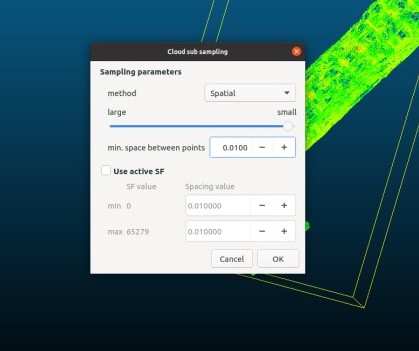 Cloud sub sampling
Sampling parameters
method Spatial
large small
min. space between points 0.0100 − +
Use active SF
SF value Spacing value
min 0 0.010000 − +
max 65279 0.010000 − +
Cancel OK